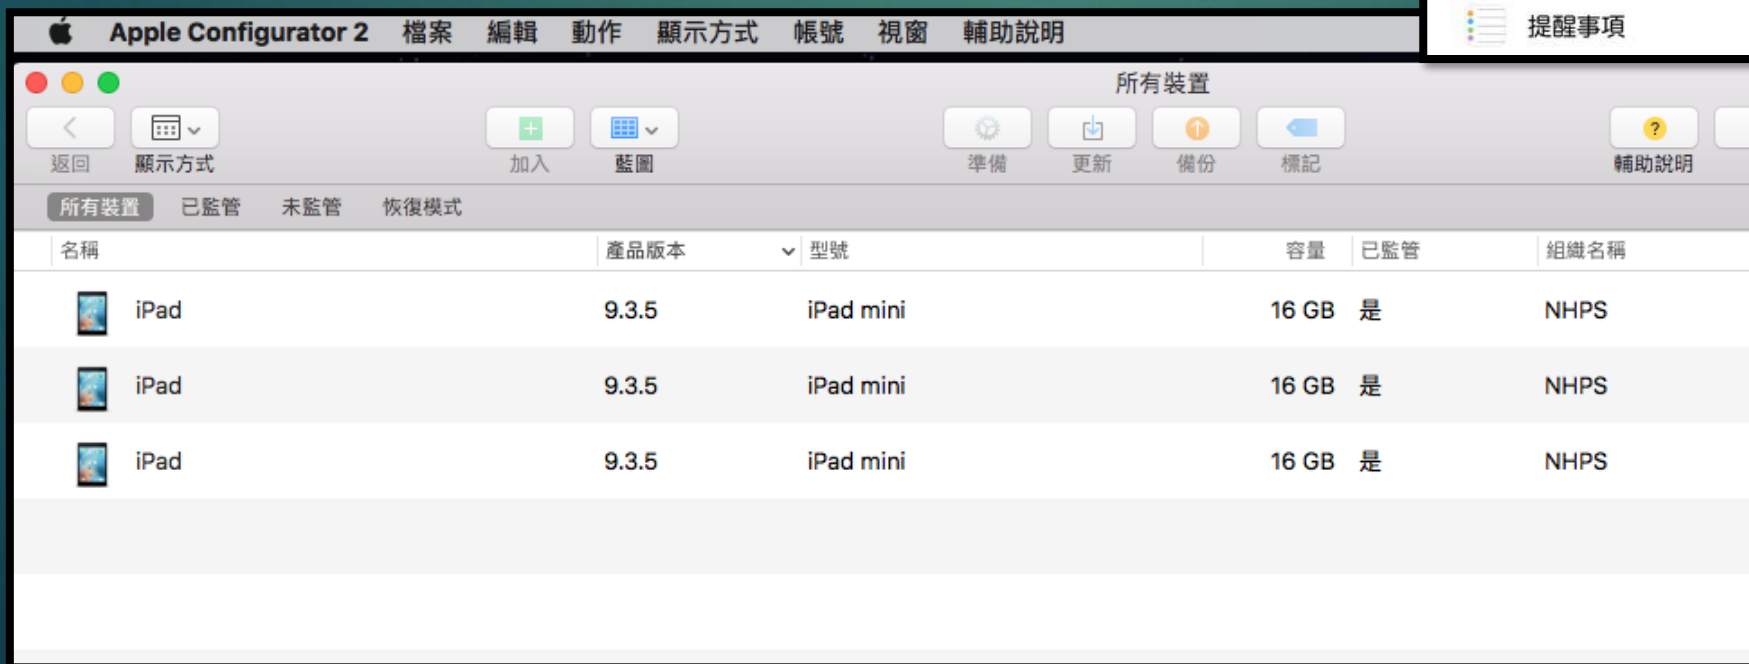 Apple Configurator 2 檔案 編輯 動作 顯示方式 帳號 視窗 輔助說明
提醒事項
所有裝置
返回 顯示方式 加入 藍圖 準備 更新 備份 標記 輔助說明
所有裝置 已監管 未監管 恢復模式
名稱 產品版本 型號 容量 已監管 組織名稱
iPad 9.3.5 iPad mini 16 GB 是 NHPS
iPad 9.3.5 iPad mini 16 GB 是 NHPS
iPad 9.3.5 iPad mini 16 GB 是 NHPS